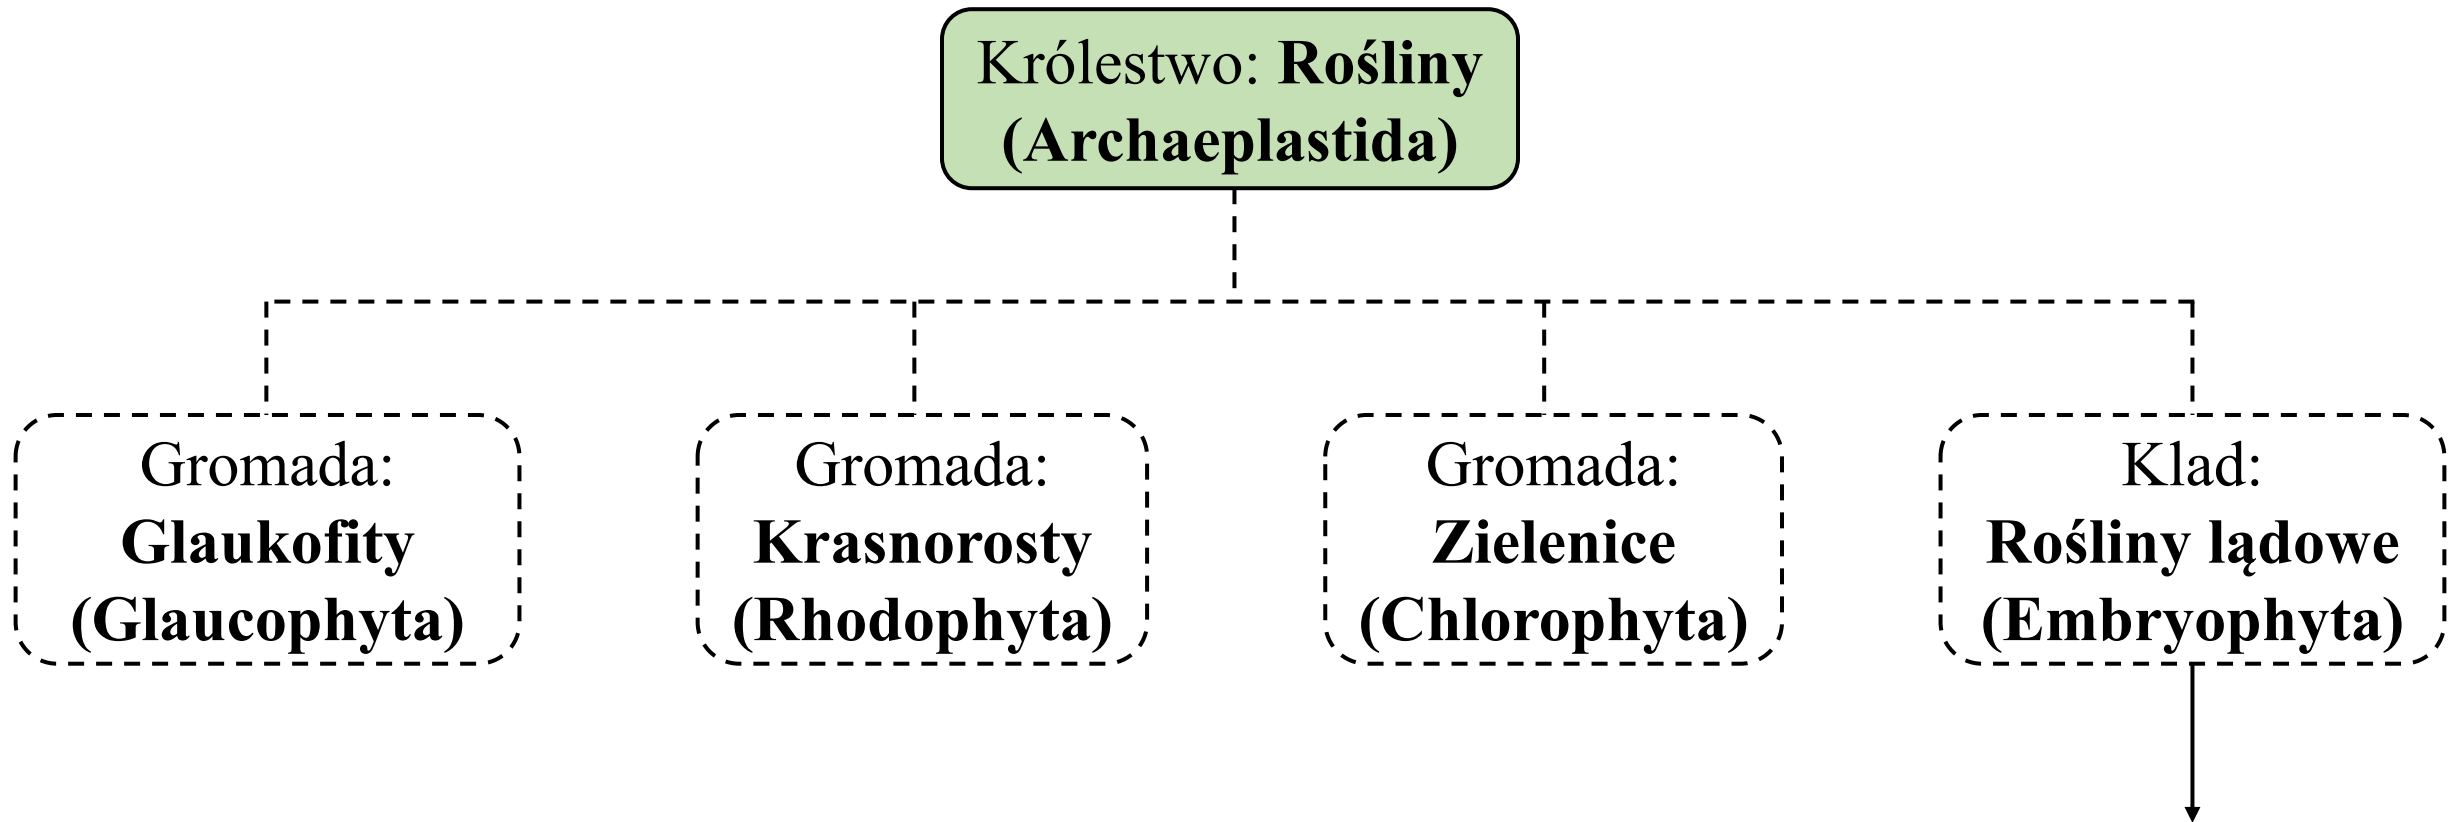 Królestwo: Rośliny
(Archaeplastida)
Gromada:
Glaukofity
(Glaucophyta)
Gromada:
Krasnorosty
(Rhodophyta)
Gromada:
Zielenice
(Chlorophyta)
Klad:
Rośliny lądowe
(Embryophyta)